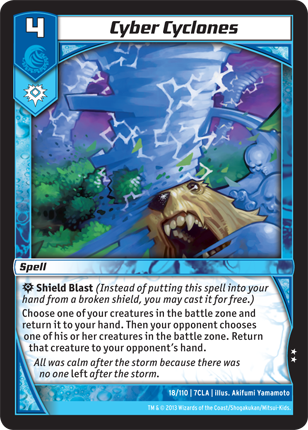 4
Cyber Cyclones
Spell
Shield Blast (Instead of putting this spell into your
hand from a broken shield, you may cast it for free.)
Choose one of your creatures in the battle zone and
return it to your hand. Then your opponent chooses
one of his or her creatures in the battle zone. Return
that creature to your opponent's hand.
All was calm after the storm because there was
no one left after the storm.
18/110 | 7CLA | illus. Akifumi Yamamoto
TM & © 2013 Wizards of the Coast/Shogakukan/Mitsui-Kids.